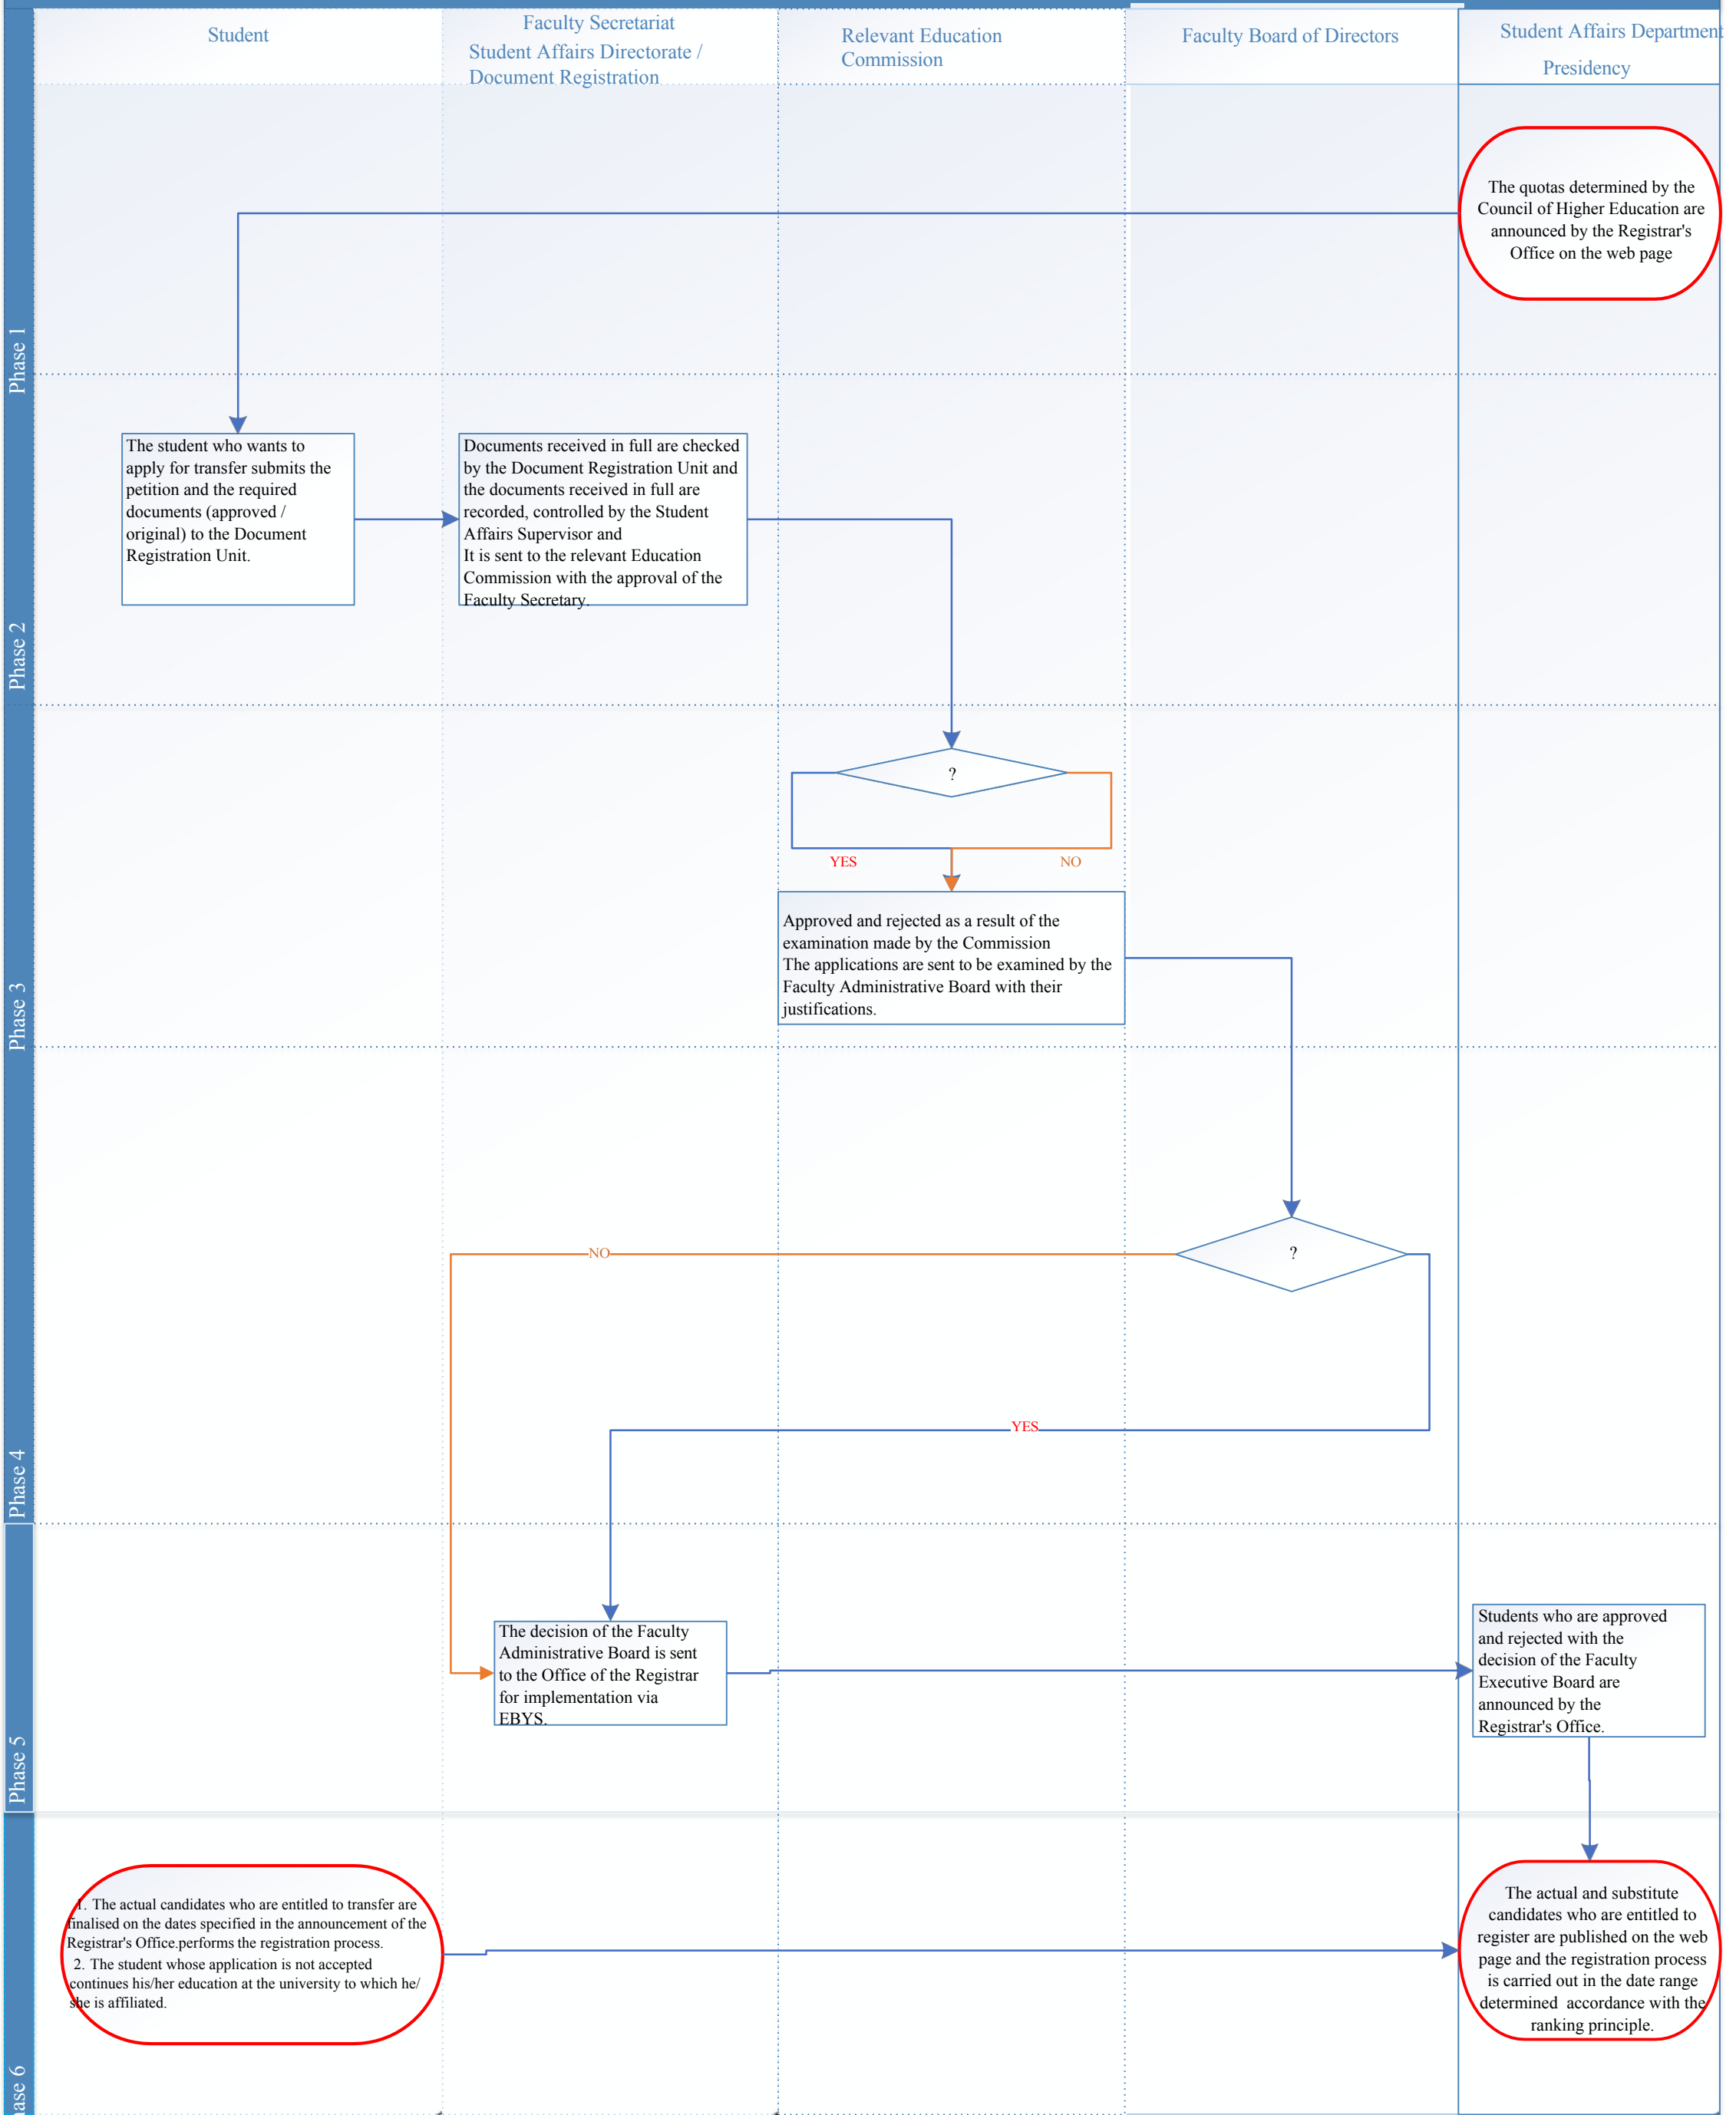 Student
Faculty Secretariat
Student Affairs Directorate /
Document Registration
Relevant Education
Commission
Faculty Board of Directors
Student Affairs Department
Presidency
Phase 1
The quotas determined by the
Council of Higher Education are
announced by the Registrar's
Office on the web page
Phase 2
The student who wants to
apply for transfer submits the
petition and the required
documents (approved /
original) to the Document
Registration Unit.
Documents received in full are checked
by the Document Registration Unit and
the documents received in full are
recorded, controlled by the Student
Affairs Supervisor and
It is sent to the relevant Education
Commission with the approval of the
Faculty Secretary.
Phase 3
?
YES
NO
Approved and rejected as a result of the
examination made by the Commission
The applications are sent to be examined by the
Faculty Administrative Board with their
justifications.
Phase 4
?
NO
YES
Phase 5
The decision of the Faculty
Administrative Board is sent
to the Office of the Registrar
for implementation via
EBYS.
Students who are approved
and rejected with the
decision of the Faculty
Executive Board are
announced by the
Registrar's Office.
ase 6
1. The actual candidates who are entitled to transfer are
finalised on the dates specified in the announcement of the
Registrar's Office.performs the registration process.
2. The student whose application is not accepted
continues his/her education at the university to which he/
she is affiliated.
The actual and substitute
candidates who are entitled to
register are published on the web
page and the registration process
is carried out in the date range
determined accordance with the
ranking principle.